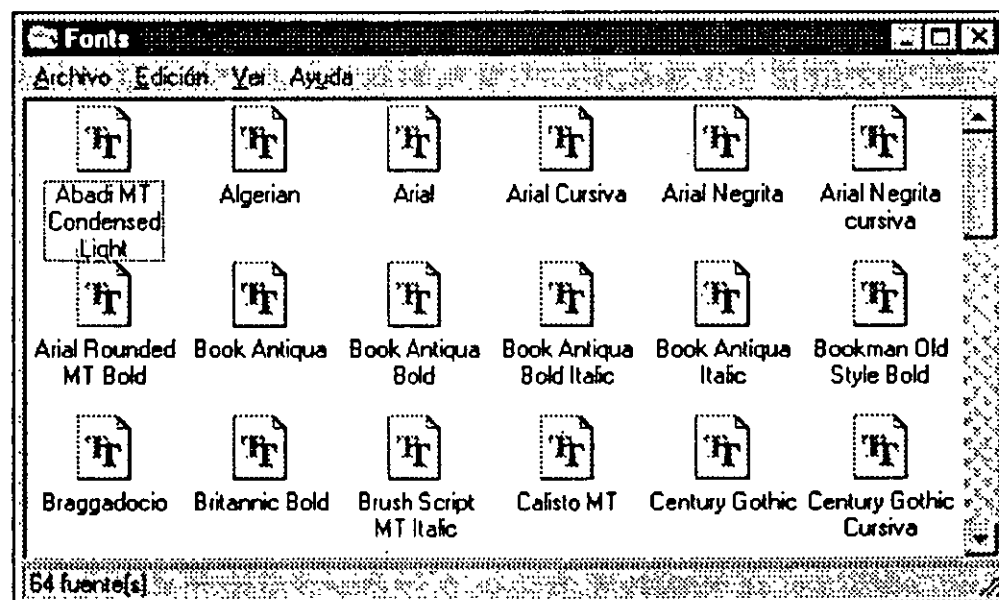 Fonts
Archivo Edición Ver Ayuda
Abadi MT Condensed Light
Algerian
Arial
Arial Cursiva
Arial Negrita
Arial Negrita cursiva
Arial Rounded MT Bold
Book Antiqua
Book Antiqua Bold
Book Antiqua Bold Italic
Book Antiqua Italic
Bookman Old Style Bold
Braggadocio
Britannic Bold
Brush Script MT Italic
Calisto MT
Century Gothic
Century Gothic Cursiva
64 fuente(s)